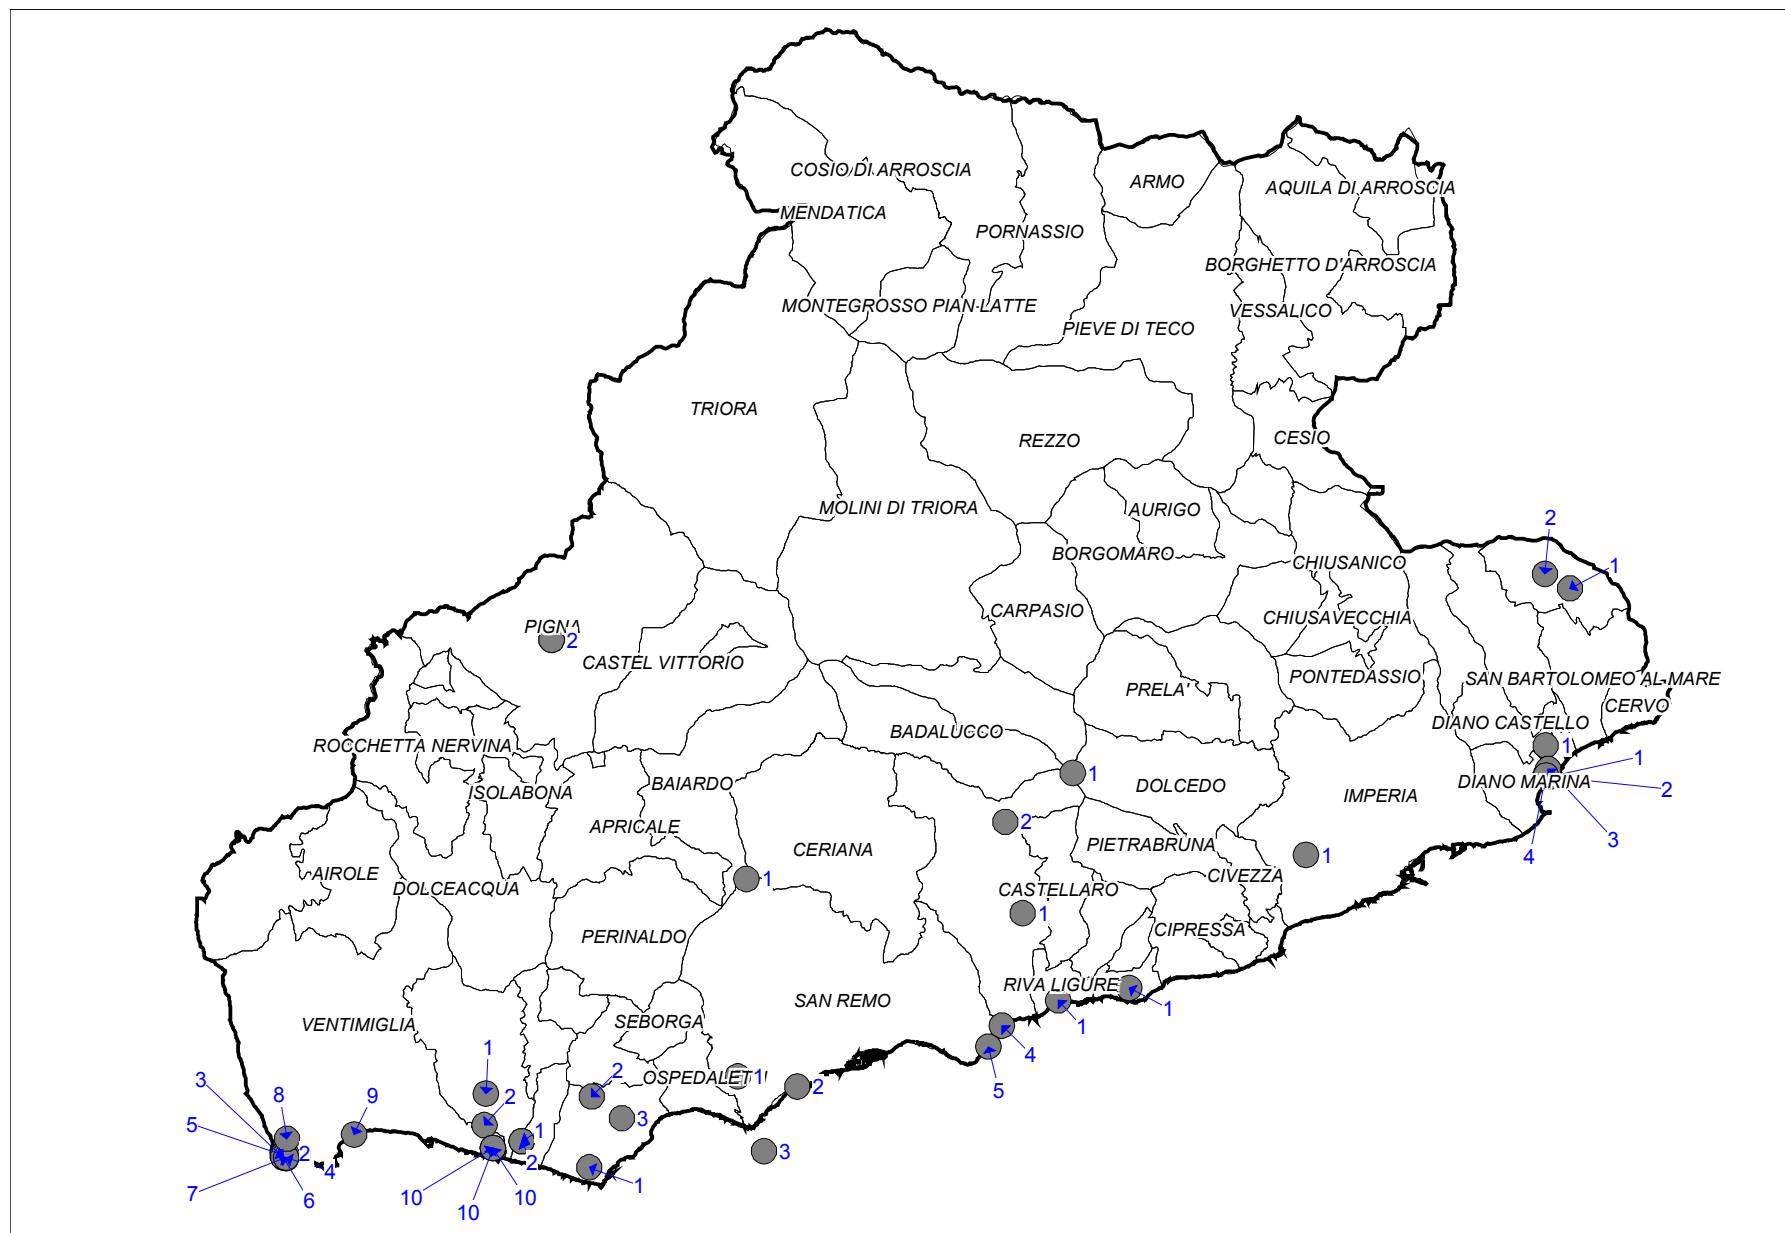 COSIO DI ARROSCIA
ARMO
AQUILA DI ARROSCIA
MENDATICA
PORNASSIO
BORGHETTO D'ARROSCIA
MONTEGROSSO PIAN LATTE
VESSALICO
PIEVE DI TECO
TRIORA
REZZO
CESIO
MOLINI DI TRIORA
AURIGO
2
BORGOMARO
CHIUSANICO
1
CARPASIO
CHIUSAVECCHIA
PIGNA
2
CASTEL VITTORIO
PONTEDASSIO
SAN BARTOLOMEO AL MARE
PRELA'
CERVO
DIANO CASTELLO
BADALUCCO
ROCCHETTA NERVINA
1
1
1
DIANO MARINA
2
BAIARDO
DOLCEDO
ISOLABONA
IMPERIA
2
APRICALE
3
4
PIETRABRUNA
CERIANA
1
AIROLE
1
CIVEZZA
DOLCEACQUA
CASTELLARO
1
CIPRESSA
PERINALDO
RIVA LIGURE
SAN REMO
1
1
SEBORGA
VENTIMIGLIA
4
5
1
2
OSPEDALETTI
1
2
3
8
9
2
3
5
1
3
2
4
2
7
6
10
10
10
1